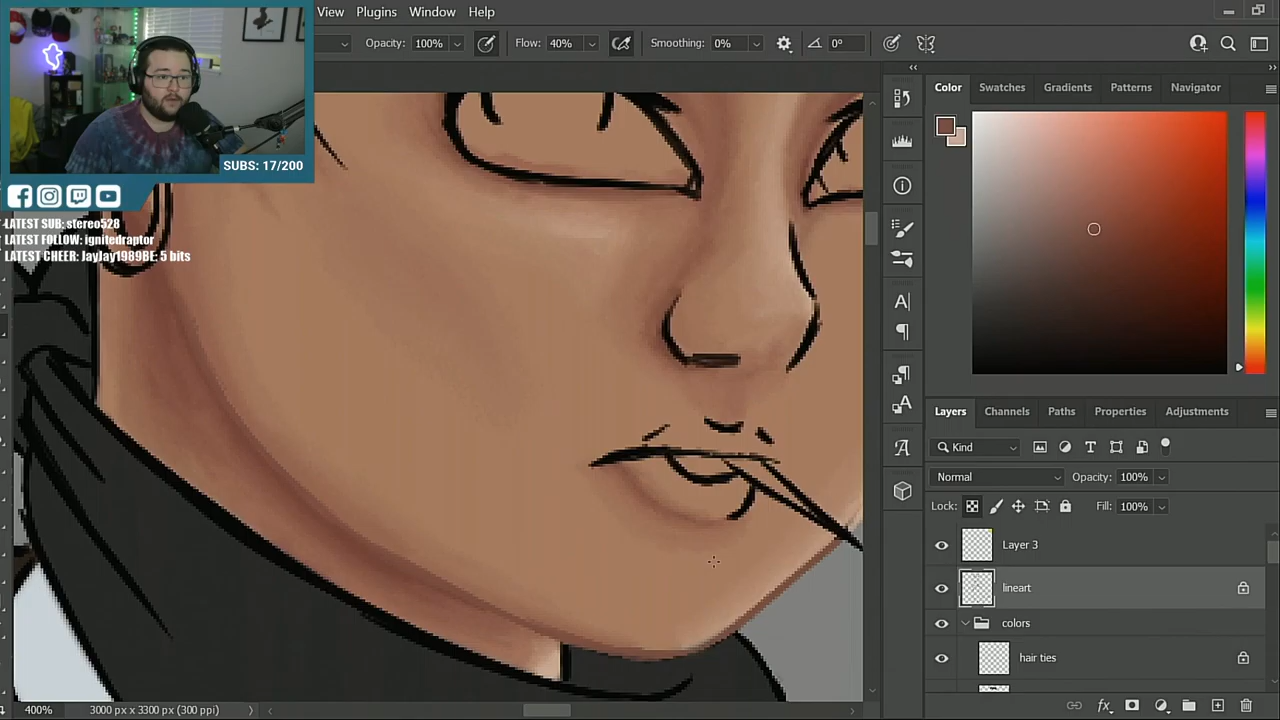 View Plugins Window Help
Opacity: 100% Flow: 40% Smoothing: 0% 0°
SUBS: 17/200
LATEST SUB: stereo528
LATEST FOLLOW: ignitedraptor
LATEST CHEER: JayJay1989BE: 5 bits
Color Swatches Gradients Patterns Navigator
Layers Channels Paths Properties Adjustments
Kind
Normal Opacity: 100%
Lock: Fill: 100%
Layer 3
lineart
colors
hair ties
400% 3000 px x 3300 px (300 ppi)